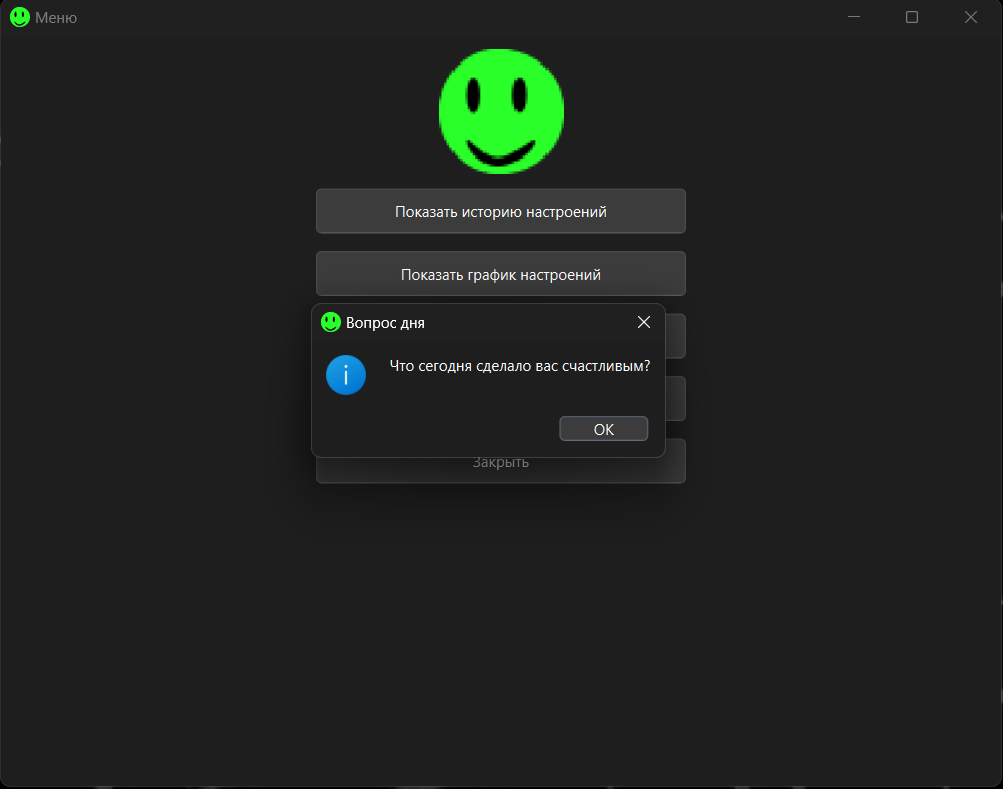 Меню
Показать историю настроений
Показать график настроений
Вопрос дня
Что сегодня сделало вас счастливым?
OK
Закрыть